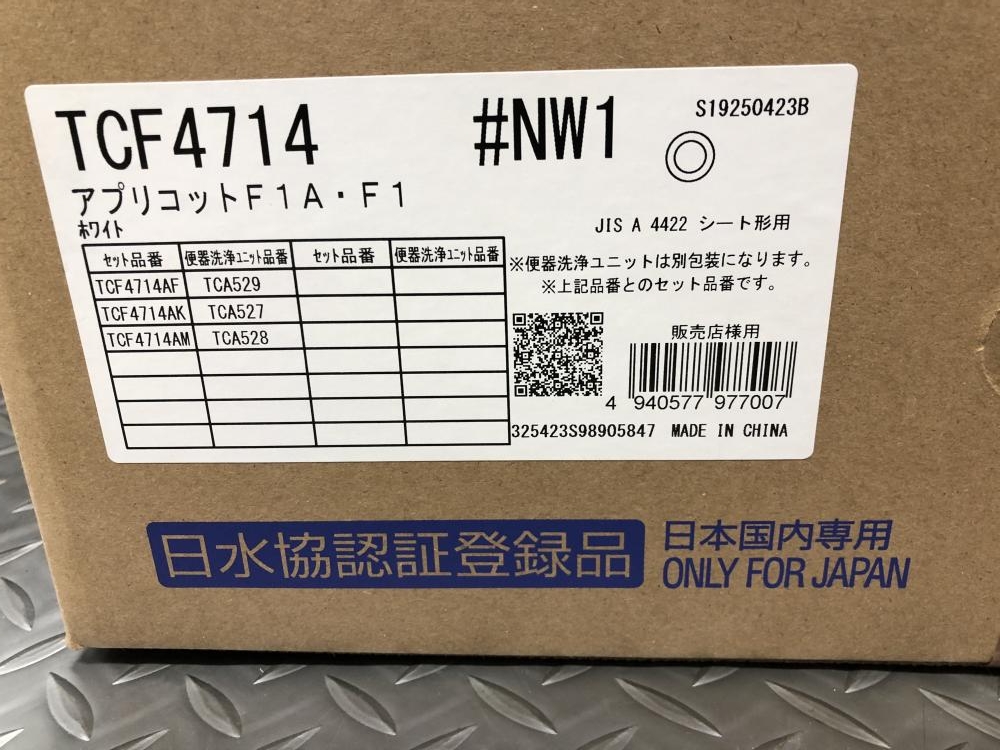 TCF4714 #NW1 S19250423B
アプリコットF1A・F1
ホワイト
JIS A 4422 シート形用
セット品番 便器洗浄ユニット品番 セット品番 便器洗浄ユニット品番
TCF4714AF TCA529
TCF4714AK TCA527
TCF4714AM TCA528
※便器洗浄ユニットは別包装になります。
※上記品番とのセット品番です。
販売店様用
4 940577 977007
325423S98905847 MADE IN CHINA
日水協認証登録品
日本国内専用
ONLY FOR JAPAN